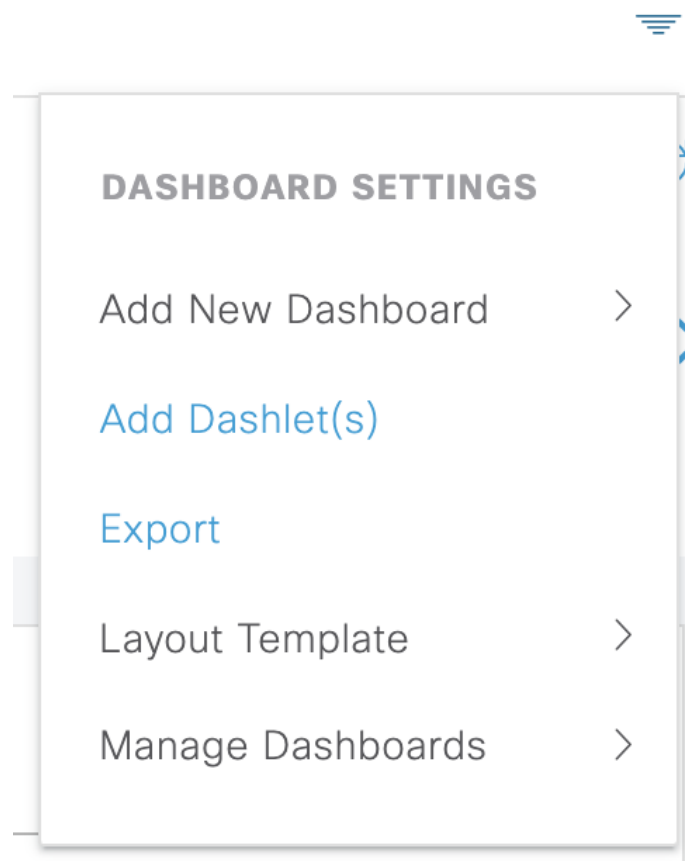 DASHBOARD SETTINGS
Add New Dashboard
Add Dashlet(s)
Export
Layout Template
Manage Dashboards